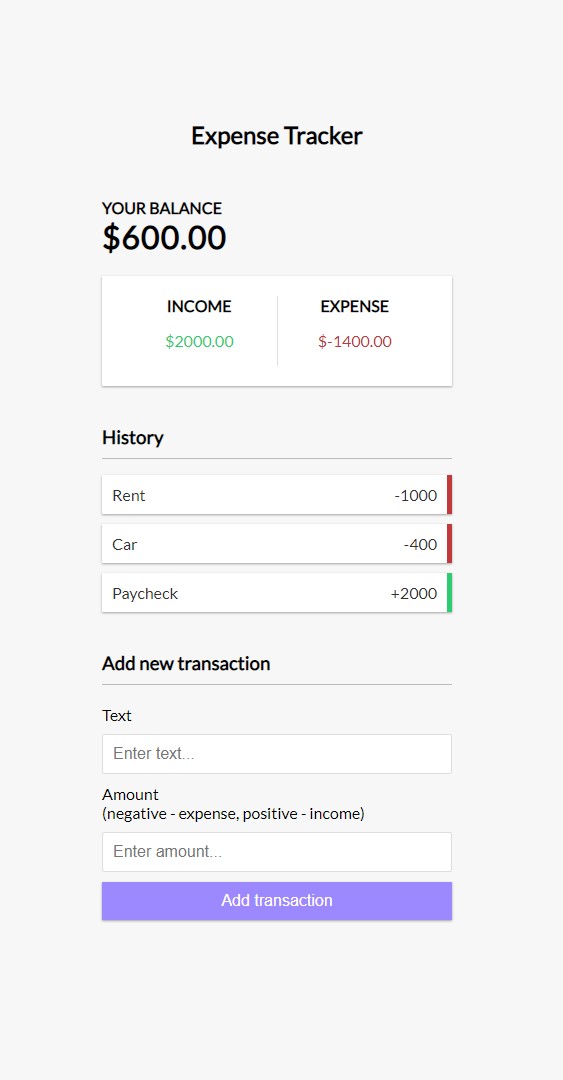 Expense Tracker
YOUR BALANCE
$600.00
INCOME
EXPENSE
$2000.00
$-1400.00
History
Rent -1000
Car -400
Paycheck +2000
Add new transaction
Text
Enter text...
Amount
(negative - expense, positive - income)
Enter amount...
Add transaction